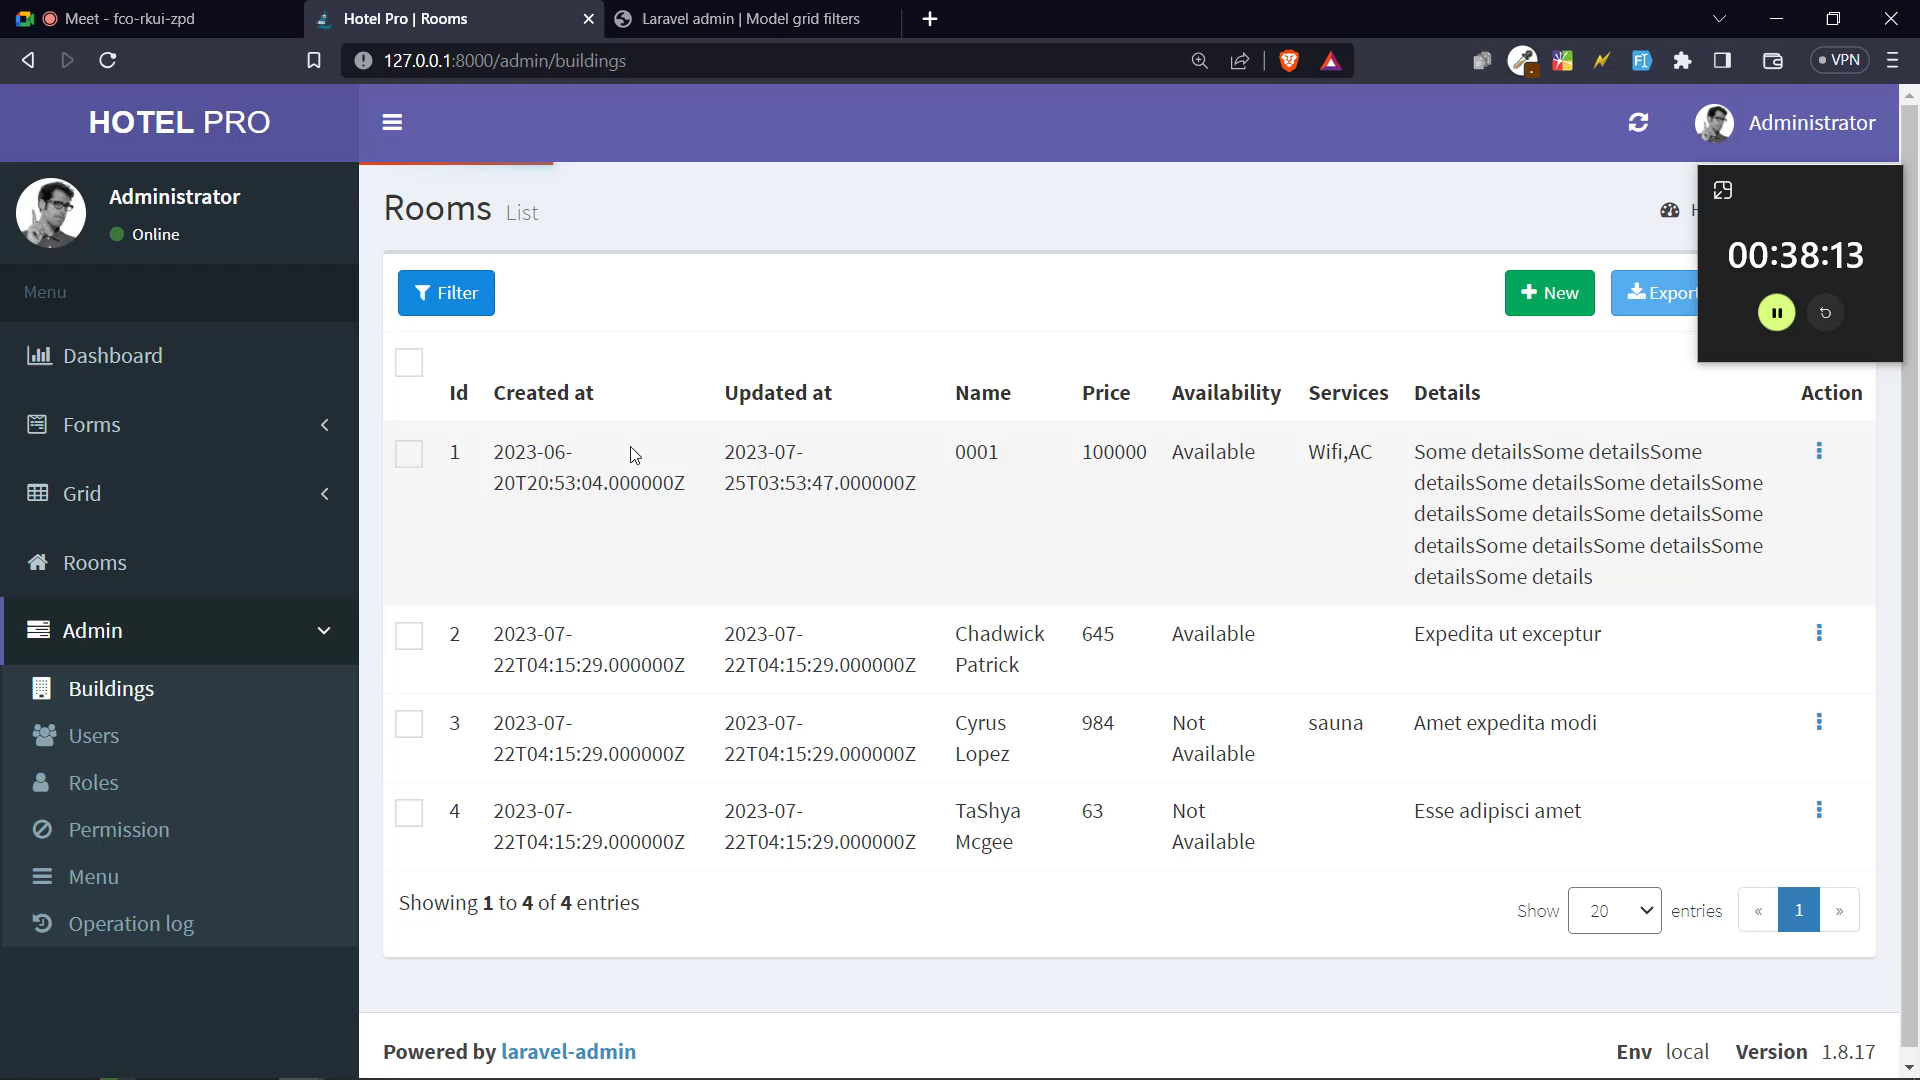 Meet - fco-rkui-zpd
Hotel Pro | Rooms
Laravel admin | Model grid filters
127.0.0.1:8000/admin/buildings
VPN
HOTEL PRO
Administrator
Administrator
Online
Menu
Dashboard
Forms
Grid
Rooms
Admin
Buildings
Users
Roles
Permission
Menu
Operation log
Rooms List
00:38:13
Filter
New
Export
Id Created at Updated at Name Price Availability Services Details Action
1 2023-06- 2023-07- 0001 100000 Available Wifi,AC Some detailsSome detailsSome
20T20:53:04.000000Z 25T03:53:47.000000Z detailsSome detailsSome detailsSome
detailsSome detailsSome detailsSome
detailsSome detailsSome detailsSome
detailsSome details
2 2023-07- 2023-07- Chadwick 645 Available Expedita ut exceptur
22T04:15:29.000000Z 22T04:15:29.000000Z Patrick
3 2023-07- 2023-07- Cyrus 984 Not sauna Amet expedita modi
22T04:15:29.000000Z 22T04:15:29.000000Z Lopez Available
4 2023-07- 2023-07- TaShya 63 Not Esse adipisci amet
22T04:15:29.000000Z 22T04:15:29.000000Z Mcgee Available
Showing 1 to 4 of 4 entries
Show 20 entries « 1 »
Powered by laravel-admin
Env local Version 1.8.17